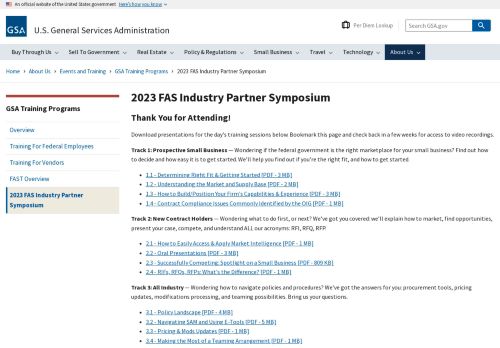 An official website of the United States government Here's how you know
GSA U.S. General Services Administration
Per Diem Lookup
Search GSA.gov
Buy Through Us Sell To Government Real Estate Policy & Regulations Small Business Travel Technology About Us
Home › About Us › Events and Training › GSA Training Programs › 2023 FAS Industry Partner Symposium
GSA Training Programs
Overview
Training For Federal Employees
Training For Vendors
FAST Overview
2023 FAS Industry Partner
Symposium
2023 FAS Industry Partner Symposium
Thank You for Attending!
Download presentations for the day's training sessions below. Bookmark this page and check back in a few weeks for access to video recordings.
Track 1: Prospective Small Business — Wondering if the federal government is the right marketplace for your small business? Find out how
to decide and how easy it is to get started. We'll help you find out if you're the right fit, and how to get started.
1.1 - Determining Right Fit & Getting Started [PDF - 3 MB]
1.2 - Understanding the Market and Supply Base [PDF - 2 MB]
1.3 - How to Build/Position Your Firm's Capabilities & Experience [PDF - 3 MB]
1.4 - Contract Compliance Issues Commonly Identified by the OIG [PDF - 1 MB]
Track 2: New Contract Holders — Wondering what to do first, or next? We've got you covered: we'll explain how to market, find opportunities,
present your case, compete, and understand ALL our acronyms: RFI, RFQ, RFP.
2.1 - How to Easily Access & Apply Market Intelligence [PDF - 1 MB]
2.2 - Oral Presentations [PDF - 3 MB]
2.3 - Successfully Competing: Spotlight on a Small Business [PDF - 809 KB]
2.4 - RIFs, RFQs, RFPs: What's the Difference? [PDF - 1 MB]
Track 3: All Industry — Wondering how to navigate policies and procedures? We've got the answers for you: procurement tools, pricing
updates, modifications processing, and teaming possibilities. Bring us your questions.
3.1 - Policy Landscape [PDF - 4 MB]
3.2 - Navigating SAM and Using E-Tools [PDF - 5 MB]
3.3 - Pricing & Mods Updates [PDF - 1 MB]
3.4 - Making the Most of a Teaming Arrangement [PDF - 1 MB]